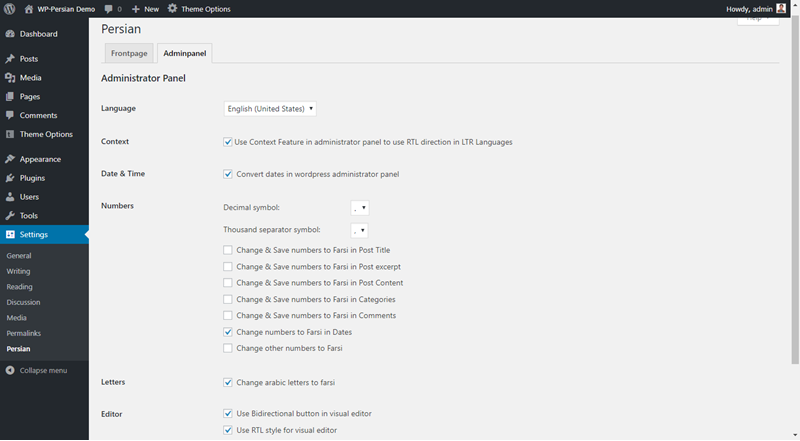 WP-Persian Demo 0 + New Theme Options Howdy, admin
Help
Dashboard
Posts
Media
Pages
Comments
Theme Options
Appearance
Plugins
Users
Tools
Settings
General
Writing
Reading
Discussion
Media
Permalinks
Persian
Collapse menu
Persian
Frontpage Adminpanel
Administrator Panel
Language English (United States)
Context Use Context Feature in administrator panel to use RTL direction in LTR Languages
Date & Time Convert dates in wordpress administrator panel
Numbers Decimal symbol: .
Thousand separator symbol: .
Change & Save numbers to Farsi in Post Title
Change & Save numbers to Farsi in Post excerpt
Change & Save numbers to Farsi in Post Content
Change & Save numbers to Farsi in Categories
Change & Save numbers to Farsi in Comments
Change numbers to Farsi in Dates
Change other numbers to Farsi
Letters Change arabic letters to farsi
Editor Use Bidirectional button in visual editor
Use RTL style for visual editor